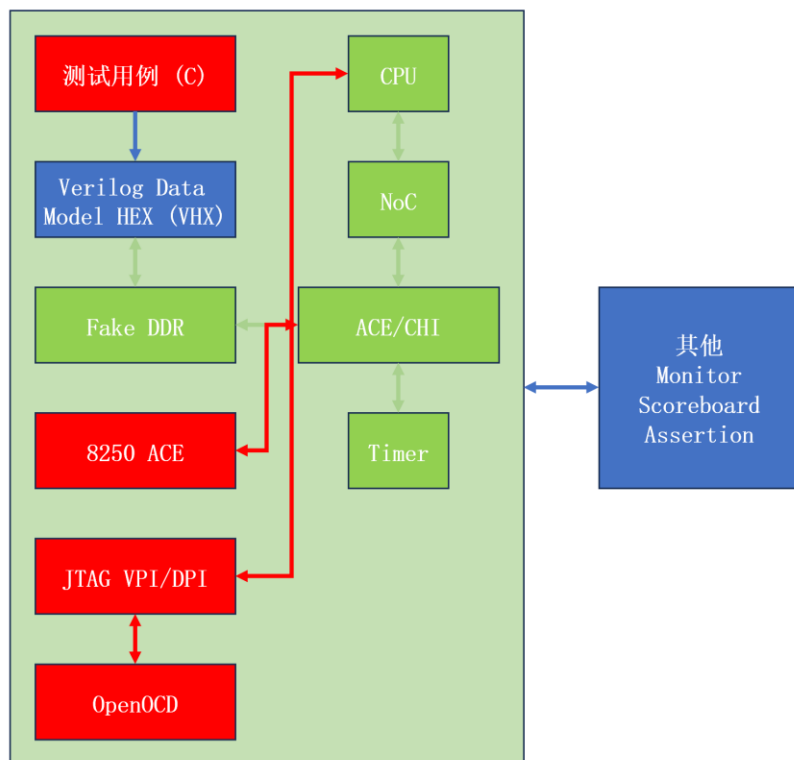 测试用例 (C)
CPU
Verilog Data
Model HEX (VHX)
NoC
Fake DDR
ACE/CHI
其他
Monitor
Scoreboard
Assertion
8250 ACE
Timer
JTAG VPI/DPI
OpenOCD